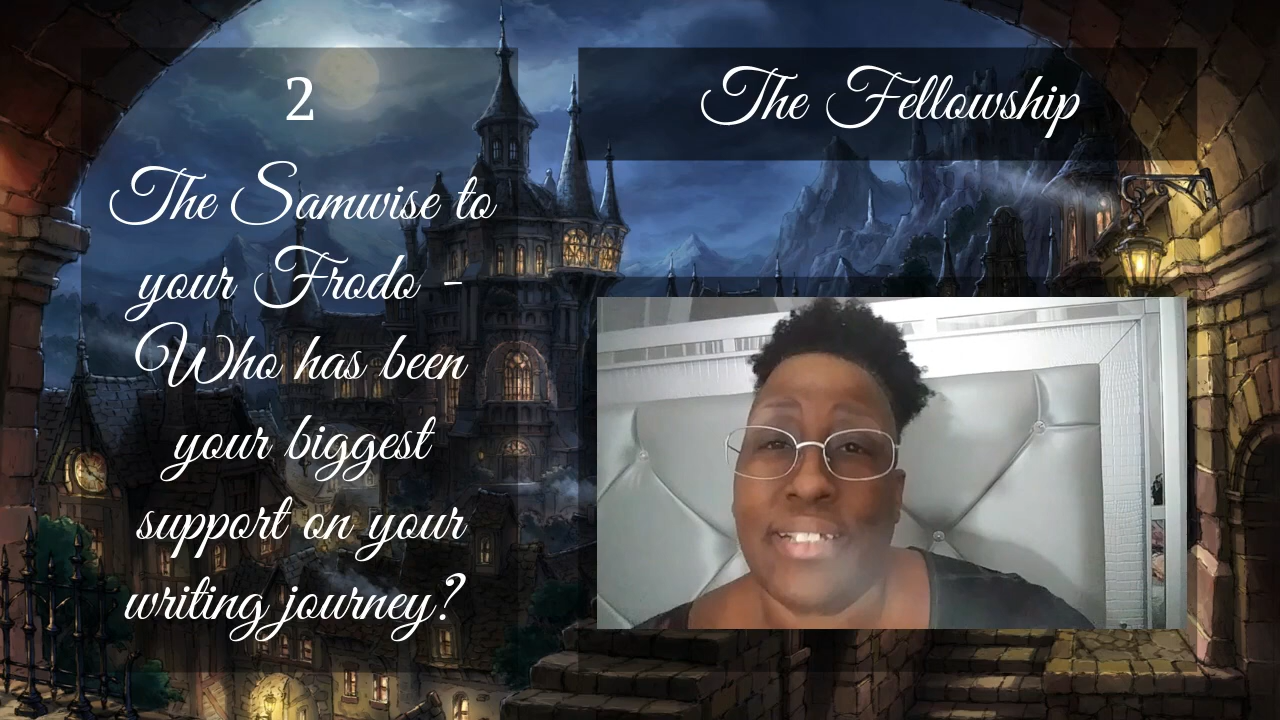 2
The Samwise to
your Frodo -
Who has been
your biggest
support on your
writing journey?
The Fellowship